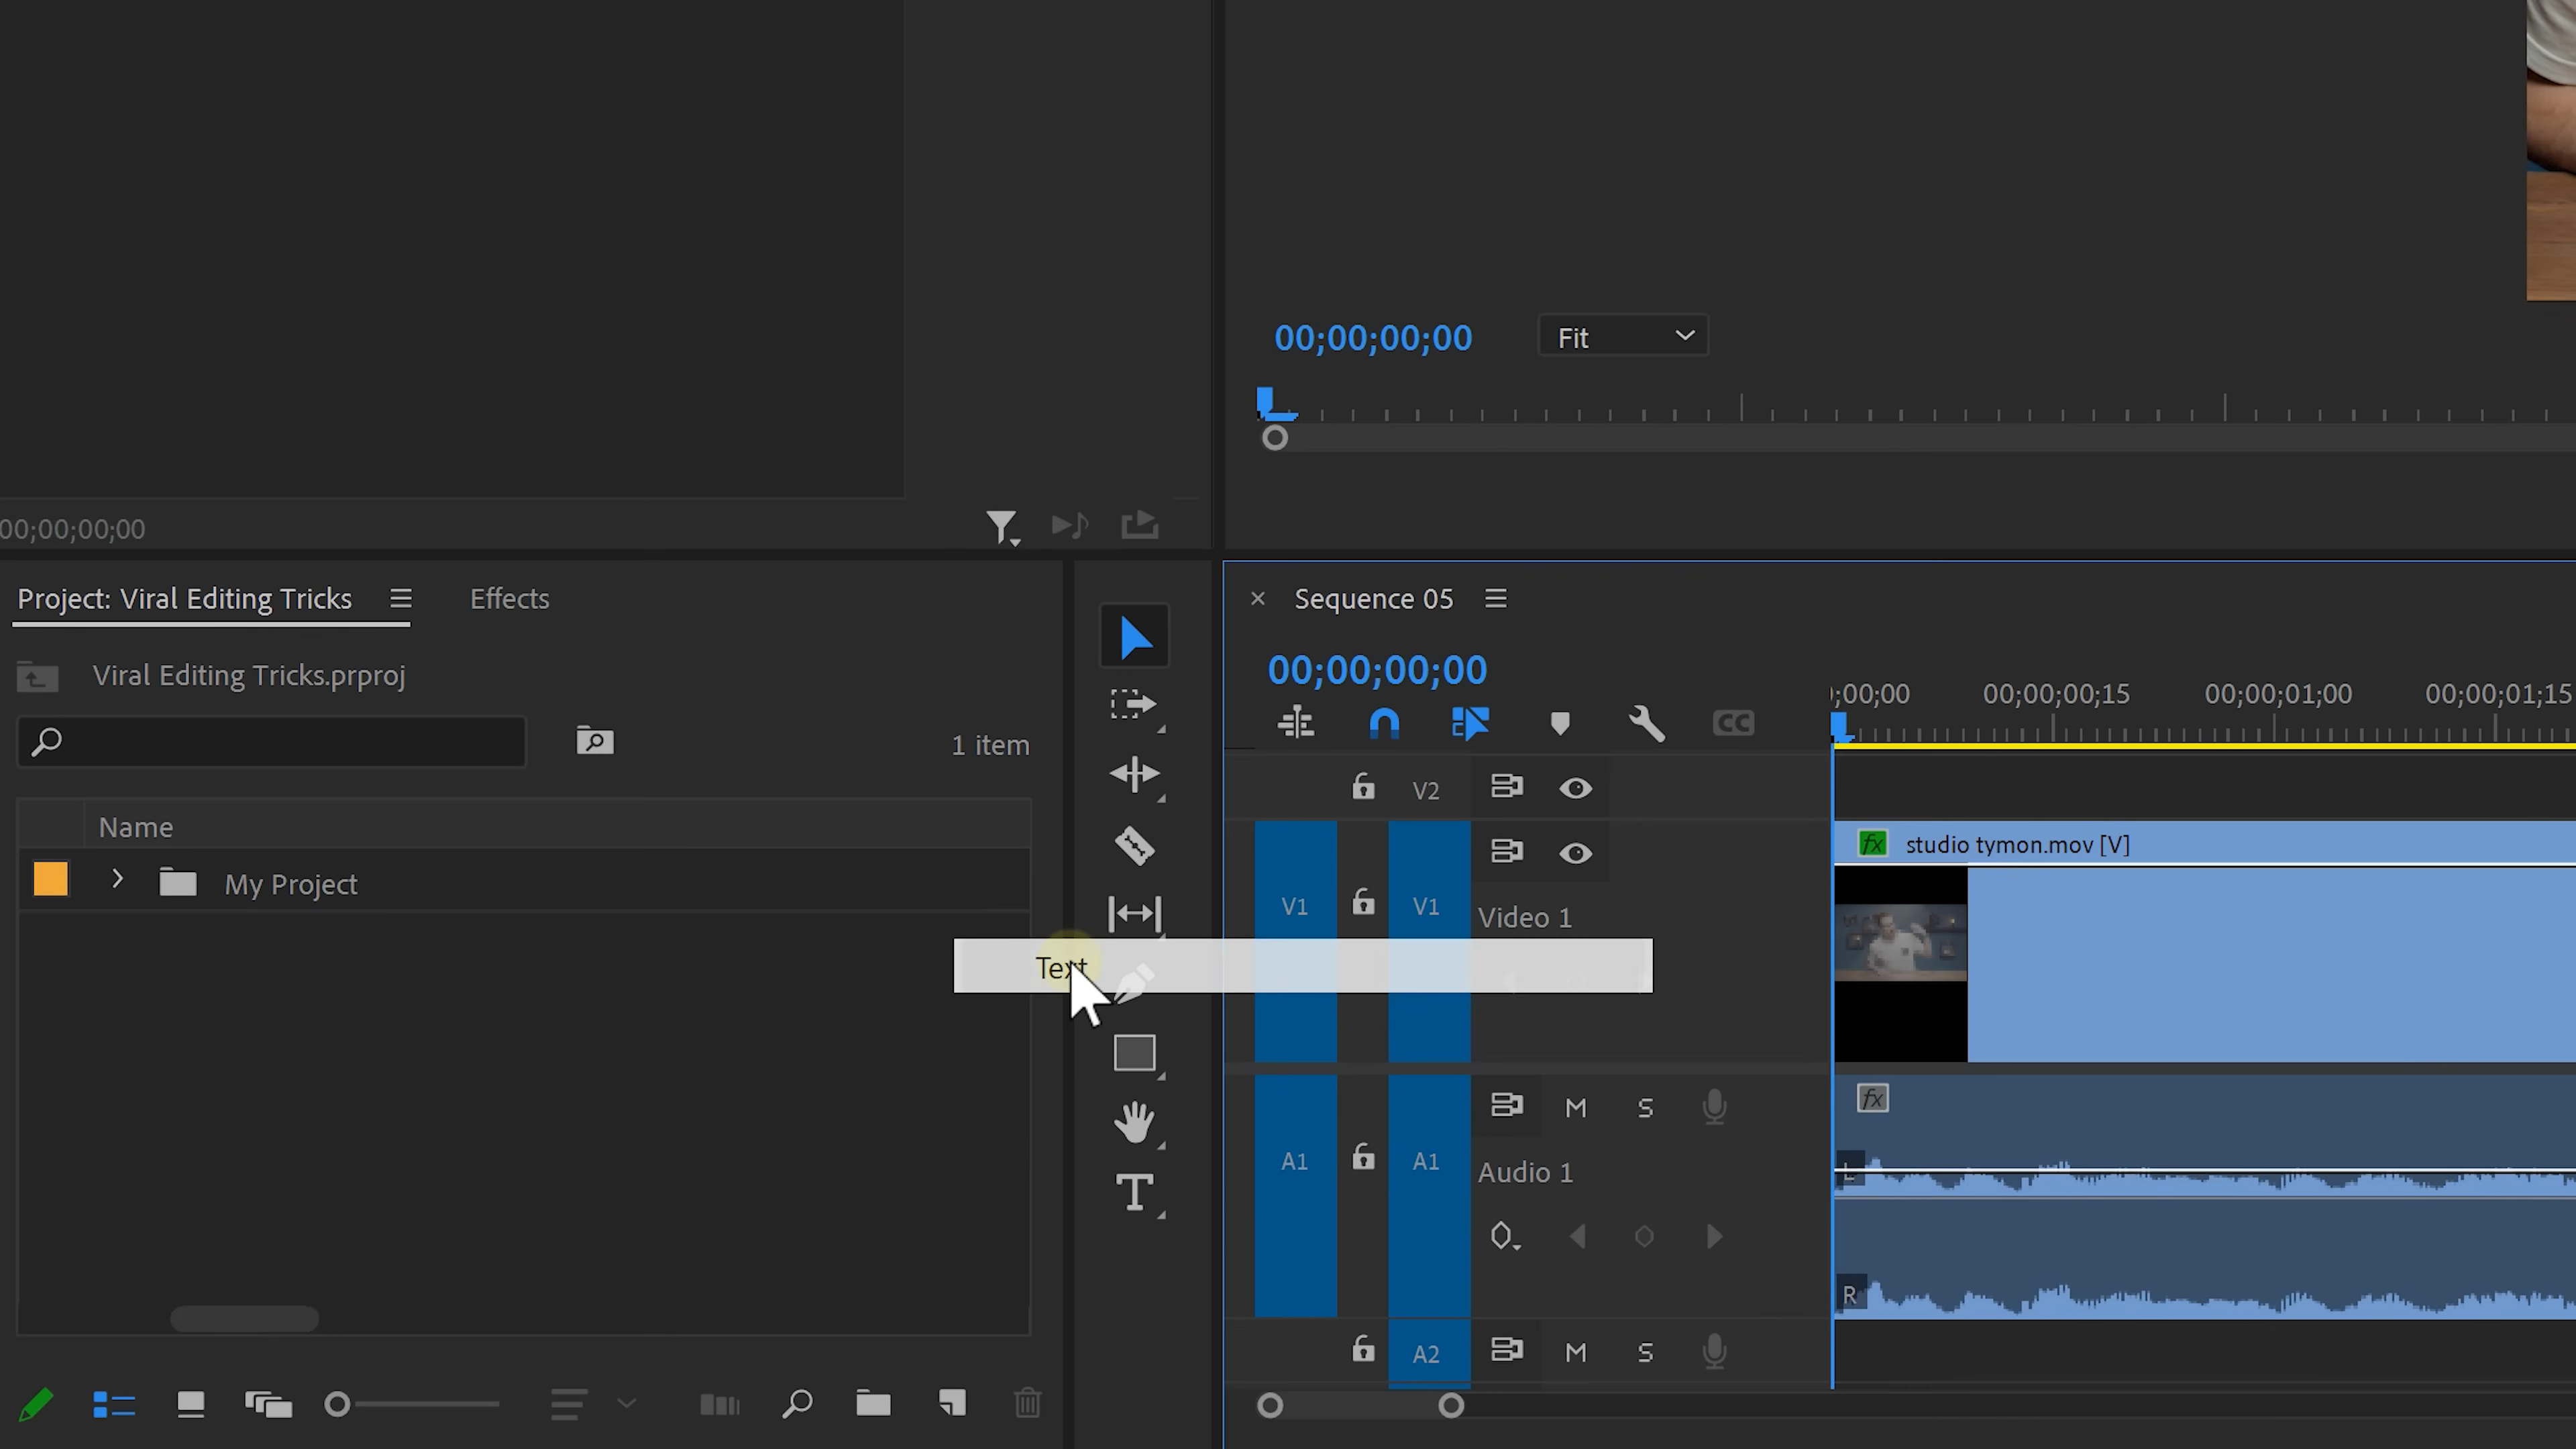 00;00;00;00
Fit
00;00;00;00
Project: Viral Editing Tricks
Effects
Viral Editing Tricks.prproj
1 item
Name
My Project
Text
Sequence 05
00;00;00;00
;00;00
00;00;00;15
00;00;01;00
00;00;01;15
CC
V2
V1
V1
Video 1
fx studio tymon.mov [V]
A1
A1
M
S
Audio 1
fx
L
R
A2
M
S